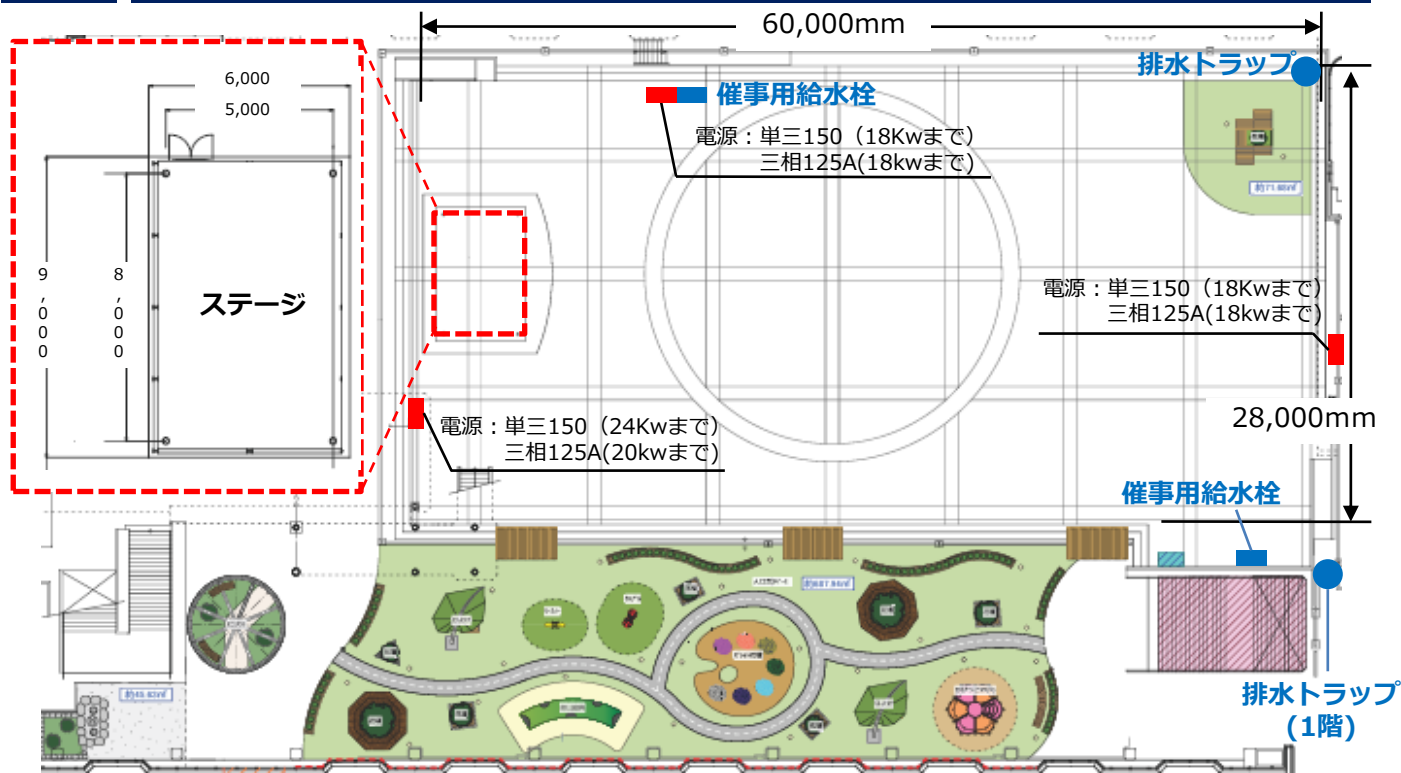 60,000mm
排水トラップ
6,000
5,000
催事用給水栓
電源：単三150（18Kwまで）
三相125A(18kwまで)
9,000
8,000
ステージ
電源：単三150（18Kwまで）
三相125A(18kwまで)
28,000mm
電源：単三150（24Kwまで）
三相125A(20kwまで)
催事用給水栓
排水トラップ
(1階)